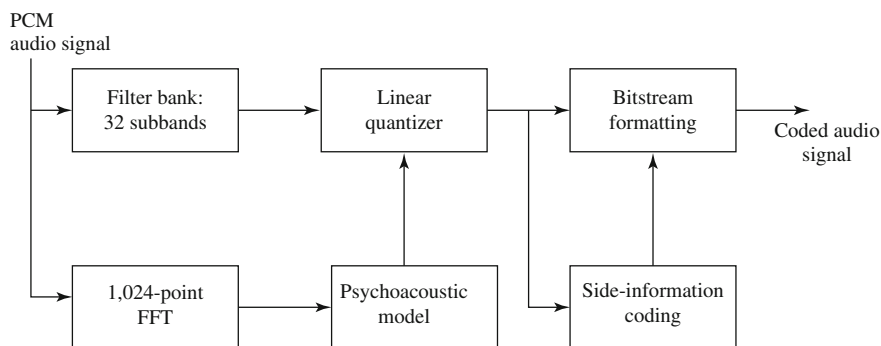 PCM
audio signal
Filter bank:
32 subbands
Linear
quantizer
Bitstream
formatting
Coded audio
signal
1,024-point
FFT
Psychoacoustic
model
Side-information
coding